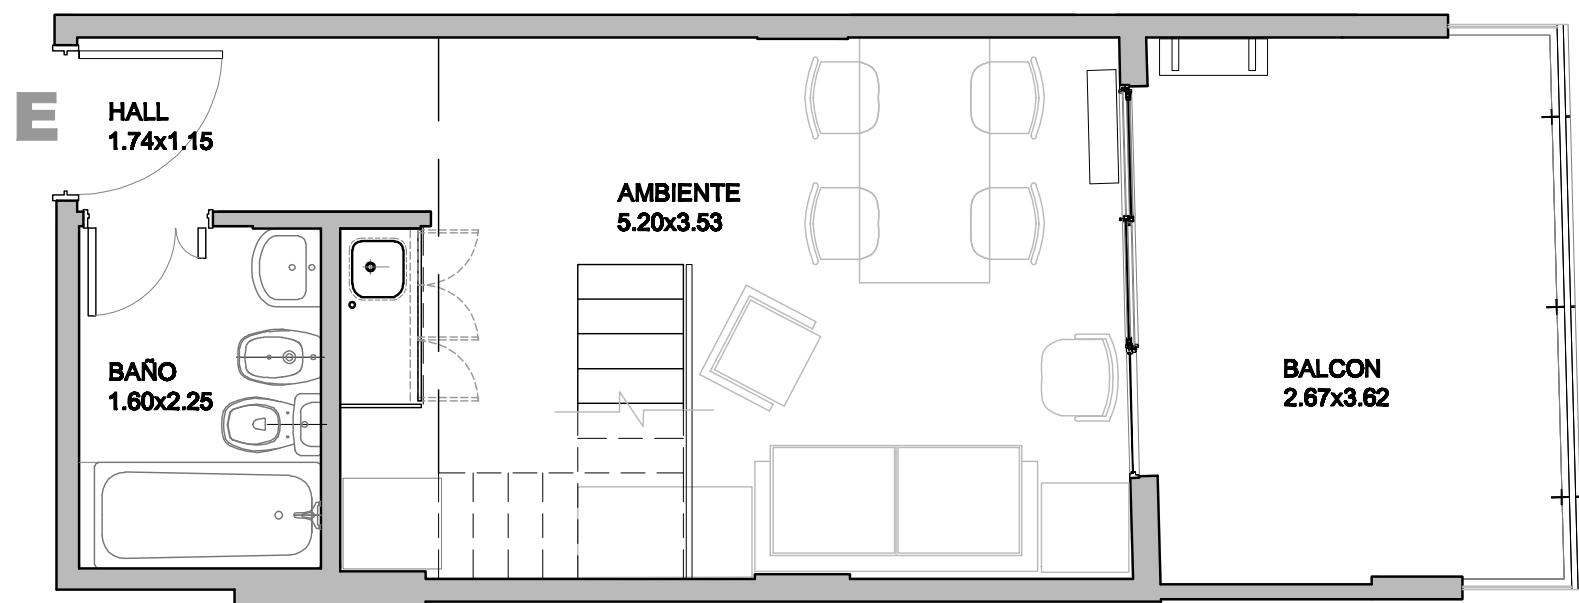 E
HALL
1.74x1.15
AMBIENTE
5.20x3.53
BAÑO
1.60x2.25
BALCON
2.67x3.62